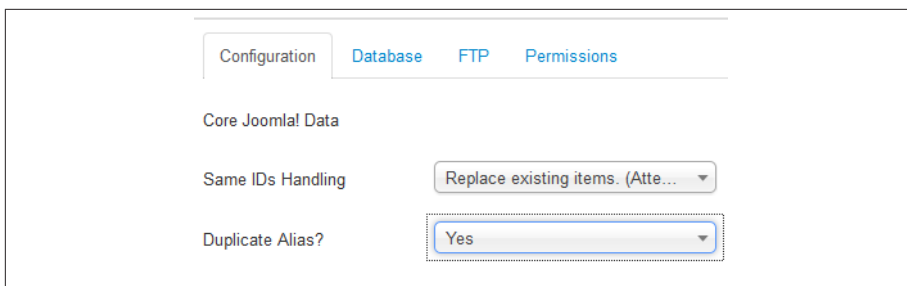 Configuration Database FTP Permissions
Core Joomla! Data
Same IDs Handling Replace existing items. (Atte...
Duplicate Alias? Yes